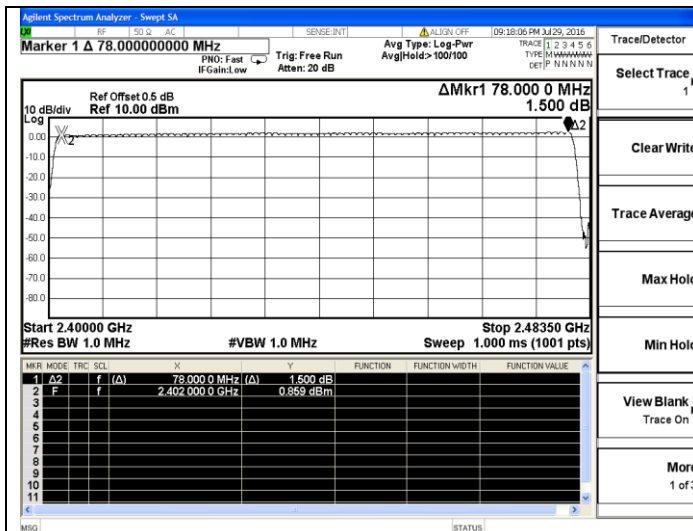 Agilent Spectrum Analyzer - Swept SA
RF 50 Ω AC SENSE:INT ALIGN OFF 09:18:06 PM Jul 29, 2016
Marker 1 Δ 78.000000000 MHz
PNO: Fast
IFGain:Low
Trig: Free Run
Atten: 20 dB
Avg Type: Log-Pwr
Avg|Hold:> 100/100
TRACE 1 2 3 4 5 6
TYPE M
DET P N N N N N
Ref Offset 0.5 dB
Ref 10.00 dBm
10 dB/div
Log
ΔMkr1 78.000 0 MHz
1.500 dB
0.00
-10.0
-20.0
-30.0
-40.0
-50.0
-60.0
-70.0
-80.0
2
Δ2
Start 2.40000 GHz
Stop 2.48350 GHz
#Res BW 1.0 MHz
#VBW 1.0 MHz
Sweep 1.000 ms (1001 pts)
MKR MODE TRC SCL X Y FUNCTION FUNCTION WIDTH FUNCTION VALUE
1 Δ2 f (Δ) 78.000 0 MHz (Δ) 1.500 dB
2 F f 2.402 000 0 GHz 0.859 dBm
3
4
5
6
7
8
9
10
11
MSG
STATUS
Trace/Detector
Select Trace
1
Clear Write
Trace Average
Max Hold
Min Hold
View Blank
Trace On
More
1 of 3